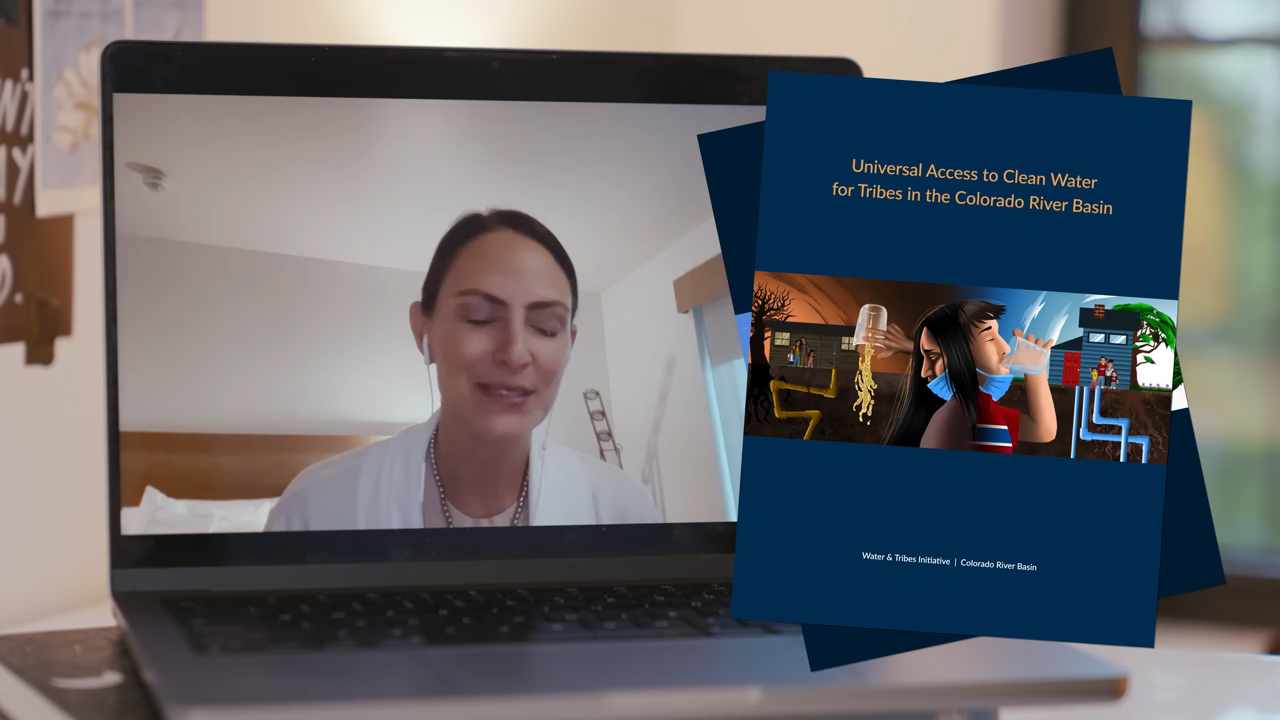 Universal Access to Clean Water
for Tribes in the Colorado River Basin
Water & Tribes Initiative | Colorado River Basin